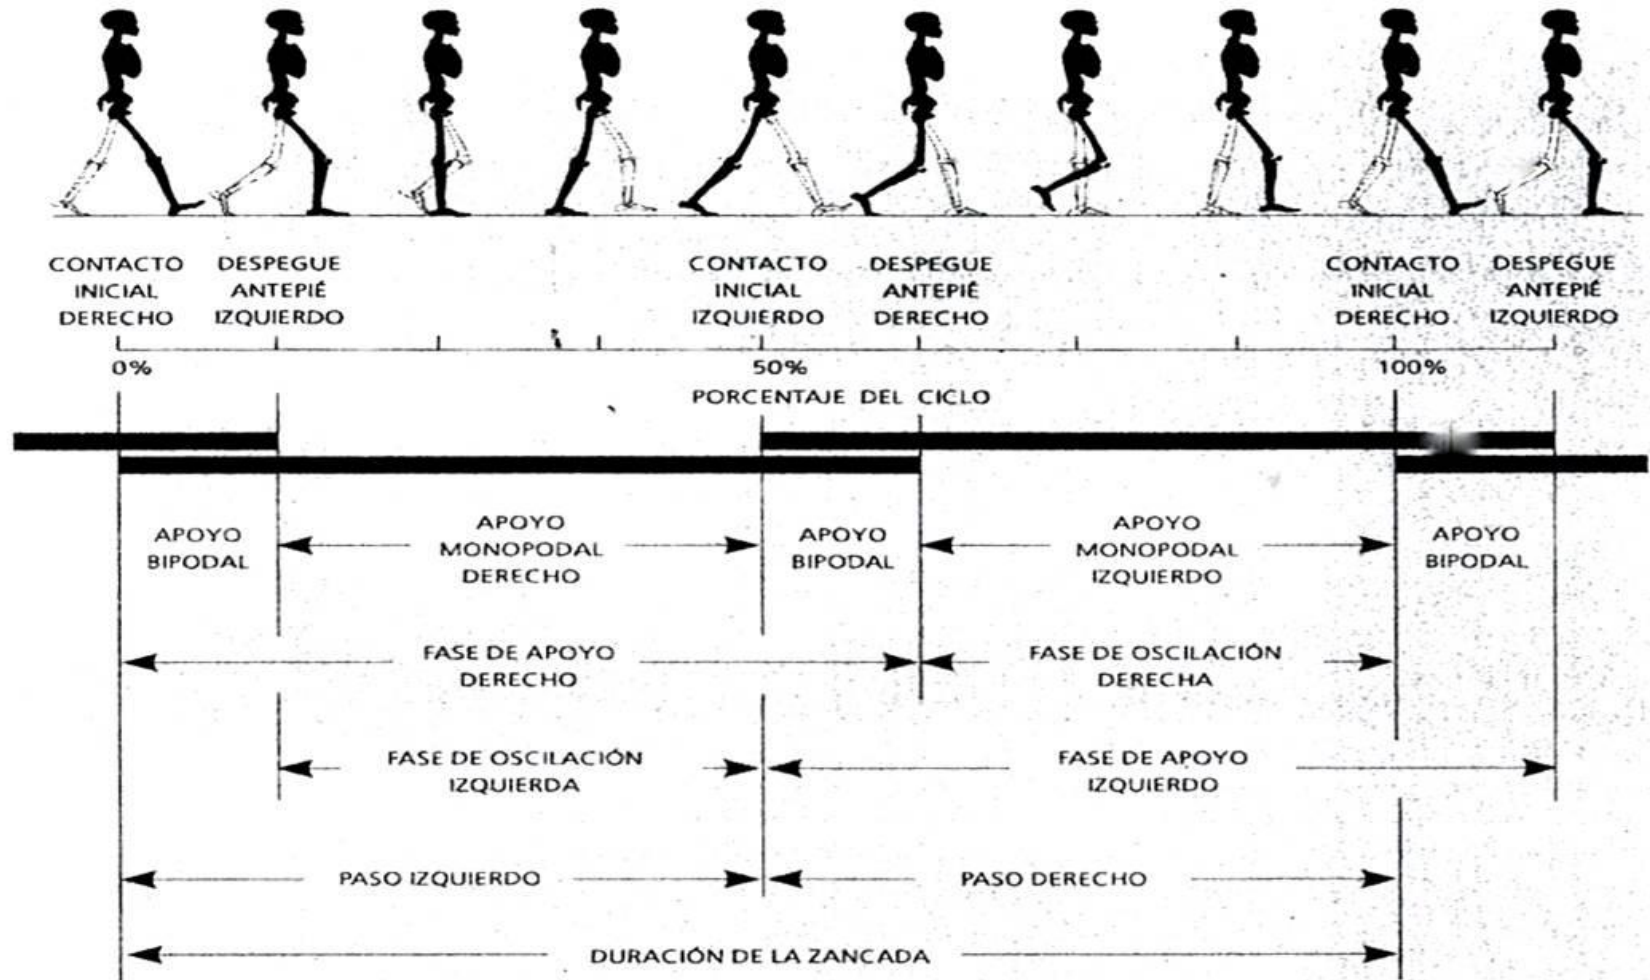 CONTACTO
INICIAL
DERECHO
DESPEGUE
ANTEPIÉ
IZQUIERDO
CONTACTO
INICIAL
IZQUIERDO
DESPEGUE
ANTEPIÉ
DERECHO
CONTACTO
INICIAL
DERECHO
DESPEGUE
ANTEPIÉ
IZQUIERDO
0%
50%
100%
PORCENTAJE DEL CICLO
APOYO
BIPODAL
APOYO
MONOPODAL
DERECHO
APOYO
BIPODAL
APOYO
MONOPODAL
IZQUIERDO
APOYO
BIPODAL
FASE DE APOYO
DERECHO
FASE DE OSCILACIÓN
DERECHA
FASE DE OSCILACIÓN
IZQUIERDA
FASE DE APOYO
IZQUIERDO
PASO IZQUIERDO
PASO DERECHO
DURACIÓN DE LA ZANCADA